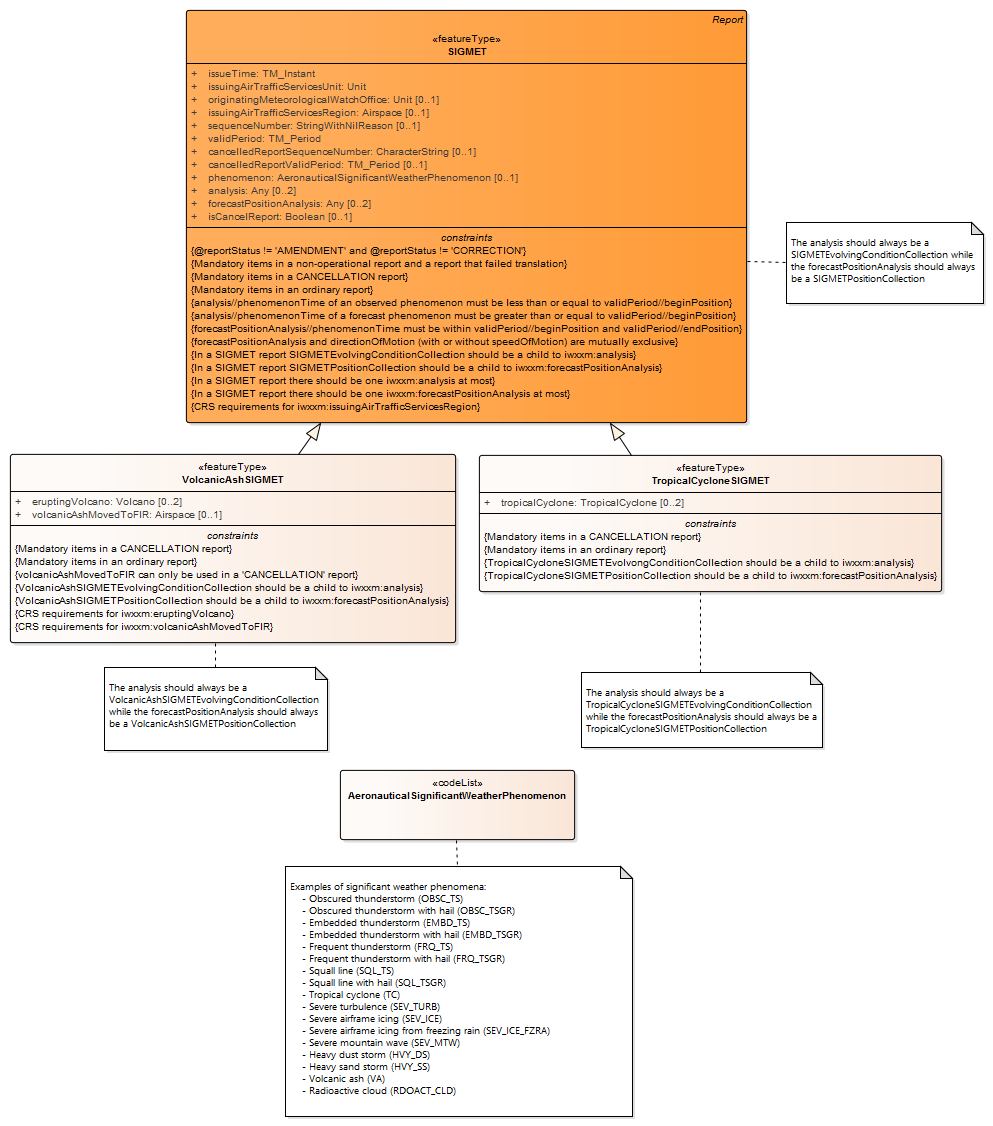 Report
«featureType»
SIGMET
+ issueTime: TM_Instant
+ issuingAirTrafficServicesUnit: Unit
+ originatingMeteorologicalWatchOffice: Unit [0..1]
+ issuingAirTrafficServicesRegion: Airspace [0..1]
+ sequenceNumber: StringWithNilReason [0..1]
+ validPeriod: TM_Period
+ cancelledReportSequenceNumber: CharacterString [0..1]
+ cancelledReportValidPeriod: TM_Period [0..1]
+ phenomenon: AeronauticalSignificantWeatherPhenomenon [0..1]
+ analysis: Any [0..2]
+ forecastPositionAnalysis: Any [0..2]
+ isCancelReport: Boolean [0..1]
constraints
{@reportStatus != 'AMENDMENT' and @reportStatus != 'CORRECTION'}
{Mandatory items in a non-operational report and a report that failed translation}
{Mandatory items in a CANCELLATION report}
{Mandatory items in an ordinary report}
{analysis//phenomenonTime of an observed phenomenon must be less than or equal to validPeriod//beginPosition}
{analysis//phenomenonTime of a forecast phenomenon must be greater than or equal to validPeriod//beginPosition}
{forecastPositionAnalysis//phenomenonTime must be within validPeriod//beginPosition and validPeriod//endPosition}
{forecastPositionAnalysis and directionOfMotion (with or without speedOfMotion) are mutually exclusive}
{In a SIGMET report SIGMETEvolvingConditionCollection should be a child to iwxxm:analysis}
{In a SIGMET report SIGMETPositionCollection should be a child to iwxxm:forecastPositionAnalysis}
{In a SIGMET report there should be one iwxxm:analysis at most}
{In a SIGMET report there should be one iwxxm:forecastPositionAnalysis at most}
{CRS requirements for iwxxm:issuingAirTrafficServicesRegion}
The analysis should always be a
SIGMETEvolvingConditionCollection while
the forecastPositionAnalysis should always
be a SIGMETPositionCollection
«featureType»
VolcanicAshSIGMET
+ eruptingVolcano: Volcano [0..2]
+ volcanicAshMovedToFIR: Airspace [0..1]
constraints
{Mandatory items in a CANCELLATION report}
{Mandatory items in an ordinary report}
{volcanicAshMovedToFIR can only be used in a 'CANCELLATION' report}
{VolcanicAshSIGMETEvolvingConditionCollection should be a child to iwxxm:analysis}
{VolcanicAshSIGMETPositionCollection should be a child to iwxxm:forecastPositionAnalysis}
{CRS requirements for iwxxm:eruptingVolcano}
{CRS requirements for iwxxm:volcanicAshMovedToFIR}
«featureType»
TropicalCycloneSIGMET
+ tropicalCyclone: TropicalCyclone [0..2]
constraints
{Mandatory items in a CANCELLATION report}
{Mandatory items in an ordinary report}
{TropicalCycloneSIGMETEvolvongConditionCollection should be a child to iwxxm:analysis}
{TropicalCycloneSIGMETPositionCollection should be a child to iwxxm:forecastPositionAnalysis}
The analysis should always be a
VolcanicAshSIGMETEvolvingConditionCollection
while the forecastPositionAnalysis should always
be a VolcanicAshSIGMETPositionCollection
The analysis should always be a
TropicalCycloneSIGMETEvolvingConditionCollection
while the forecastPositionAnalysis should always be a
TropicalCycloneSIGMETPositionCollection
«codeList»
AeronauticalSignificantWeatherPhenomenon
Examples of significant weather phenomena:
- Obscured thunderstorm (OBSC_TS)
- Obscured thunderstorm with hail (OBSC_TSGR)
- Embedded thunderstorm (EMBD_TS)
- Embedded thunderstorm with hail (EMBD_TSGR)
- Frequent thunderstorm (FRQ_TS)
- Frequent thunderstorm with hail (FRQ_TSGR)
- Squall line (SQL_TS)
- Squall line with hail (SQL_TSGR)
- Tropical cyclone (TC)
- Severe turbulence (SEV_TURB)
- Severe airframe icing (SEV_ICE)
- Severe airframe icing from freezing rain (SEV_ICE_FZRA)
- Severe mountain wave (SEV_MTW)
- Heavy dust storm (HVY_DS)
- Heavy sand storm (HVY_SS)
- Volcanic ash (VA)
- Radioactive cloud (RDOACT_CLD)